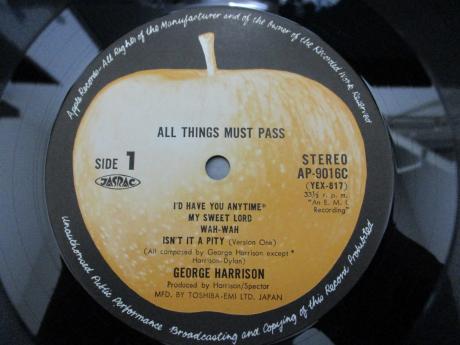 Apple Records—All Rights of the Manufacturer and of the Owner of the Recorded Work Reserved
ALL THINGS MUST PASS
SIDE 1
JASRAC
STEREO
AP-9016C
(YEX-817)
33⅓ r. p. m.
"An E. M. I.
Recording"
I'D HAVE YOU ANYTIME*
MY SWEET LORD
WAH-WAH
ISN'T IT A PITY (Version One)
(All composed by George Harrison except *
Harrison-Dylan)
GEORGE HARRISON
Produced by Harrison/Spector
MFD. BY TOSHIBA-EMI LTD. JAPAN
Unauthorized Public Performance Broadcasting and Copying of this Record Prohibited